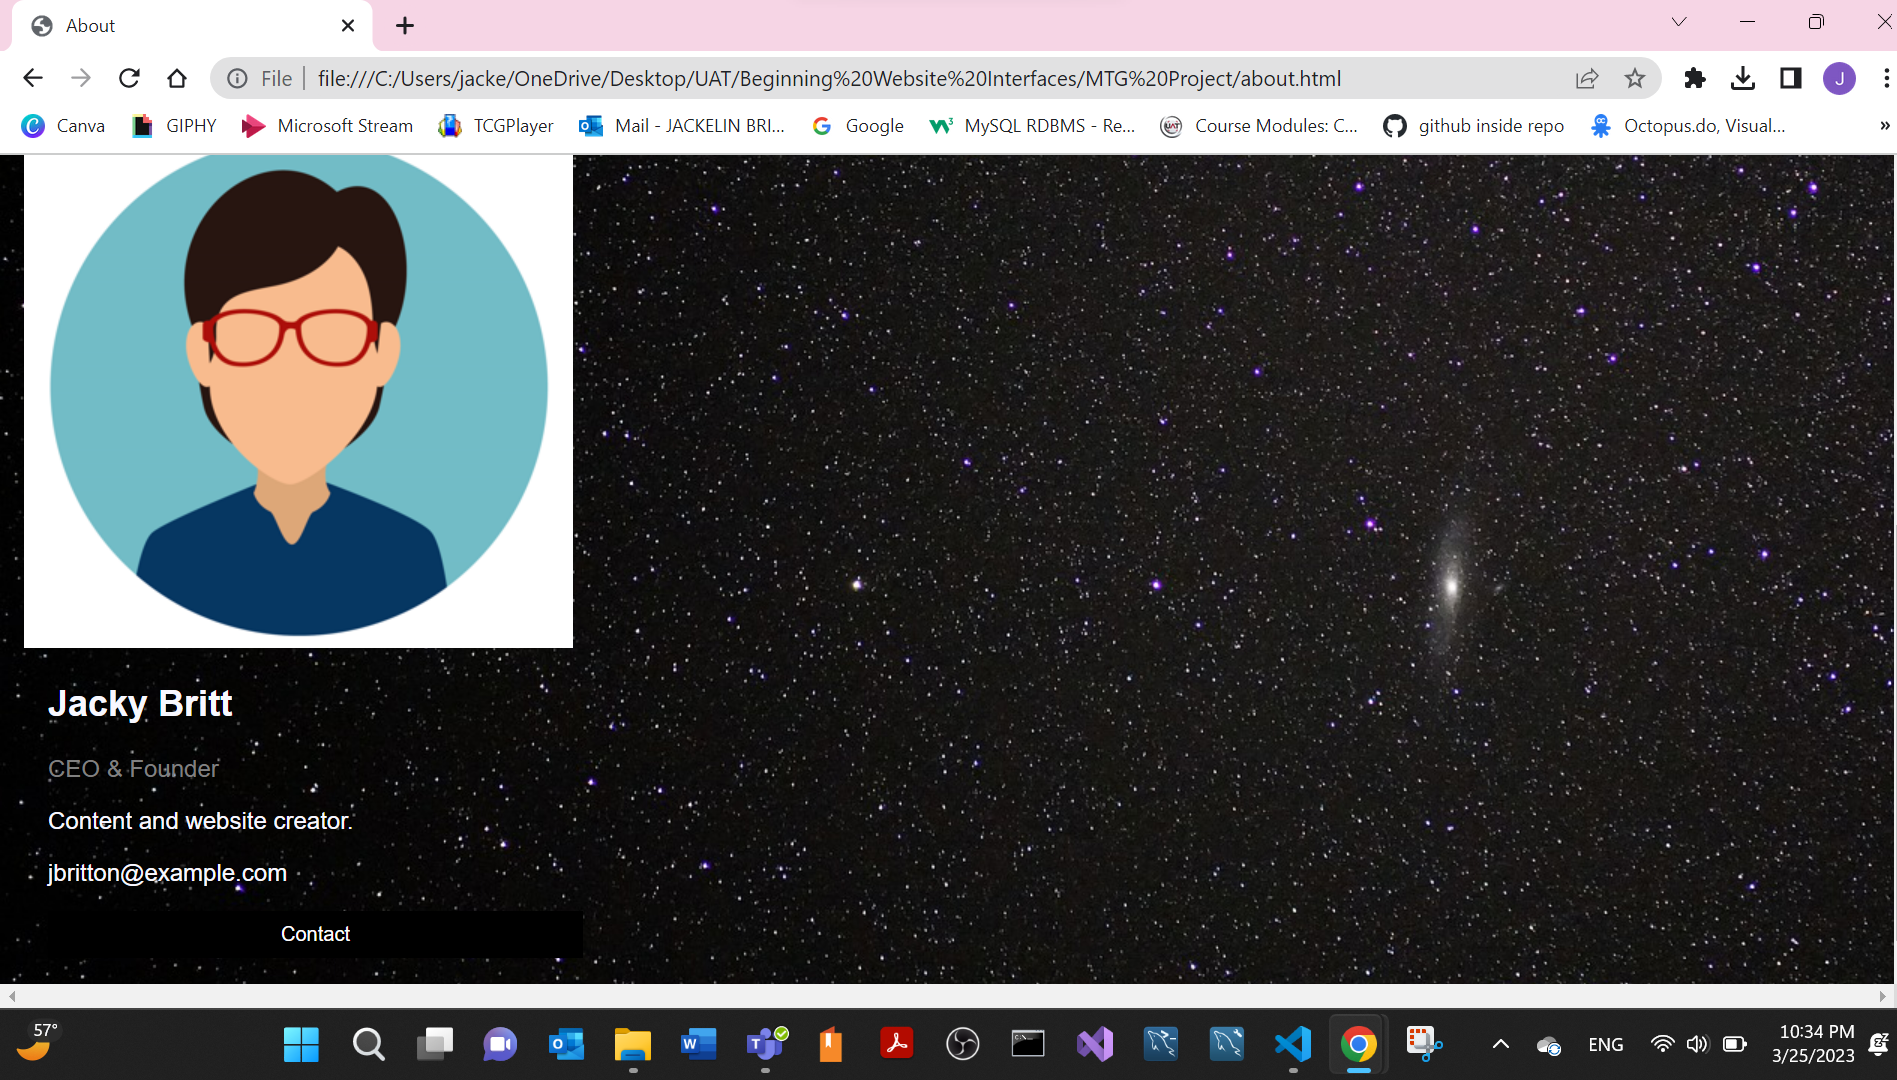 About
File file:///C:/Users/jacke/OneDrive/Desktop/UAT/Beginning%20Website%20Interfaces/MTG%20Project/about.html J
Canva GIPHY Microsoft Stream TCGPlayer Mail - JACKELIN BRI... Google MySQL RDBMS - Re... Course Modules: C... github inside repo Octopus.do, Visual... »
Jacky Britt
CEO & Founder
Content and website creator.
jbritton@example.com
Contact
57°
ENG
10:34 PM
3/25/2023